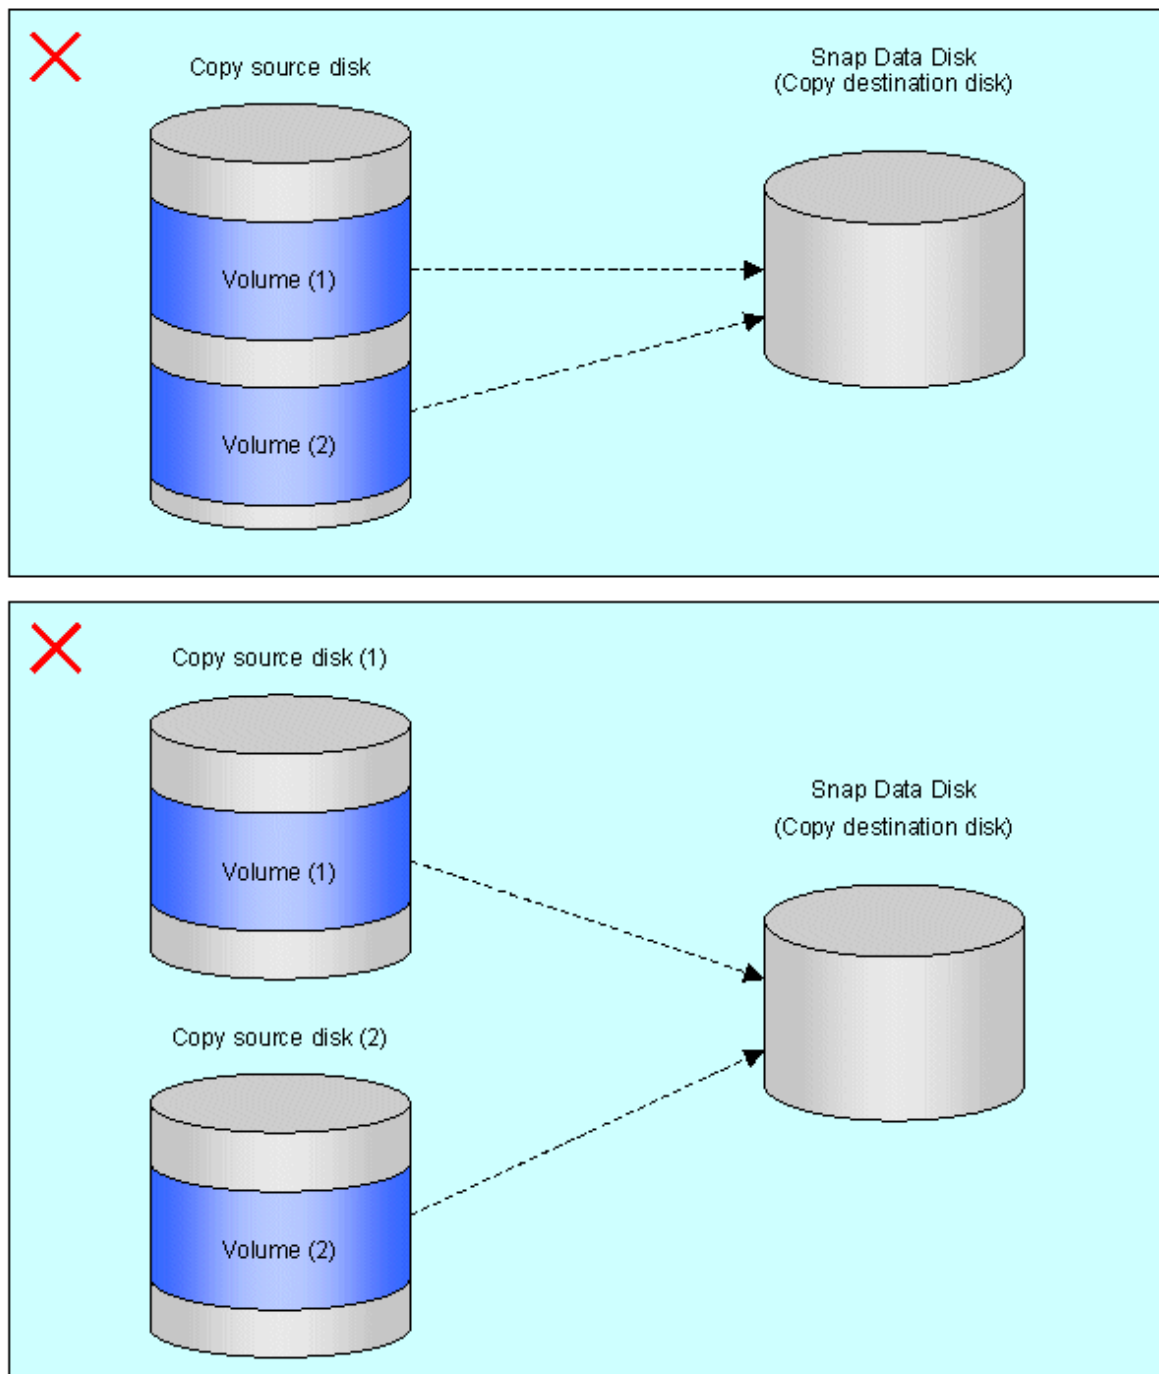 Copy source disk
Snap Data Disk
(Copy destination disk)
Volume (1)
Volume (2)
Copy source disk (1)
Snap Data Disk
(Copy destination disk)
Volume (1)
Copy source disk (2)
Volume (2)